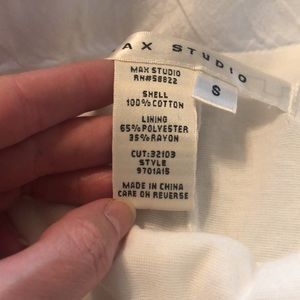 MAX STUDIO
S
MAX STUDIO
RN#58822
SHELL
100% COTTON
LINING
65% POLYESTER
35% RAYON
CUT:32103
STYLE
9701A15
MADE IN CHINA
CARE ON REVERSE